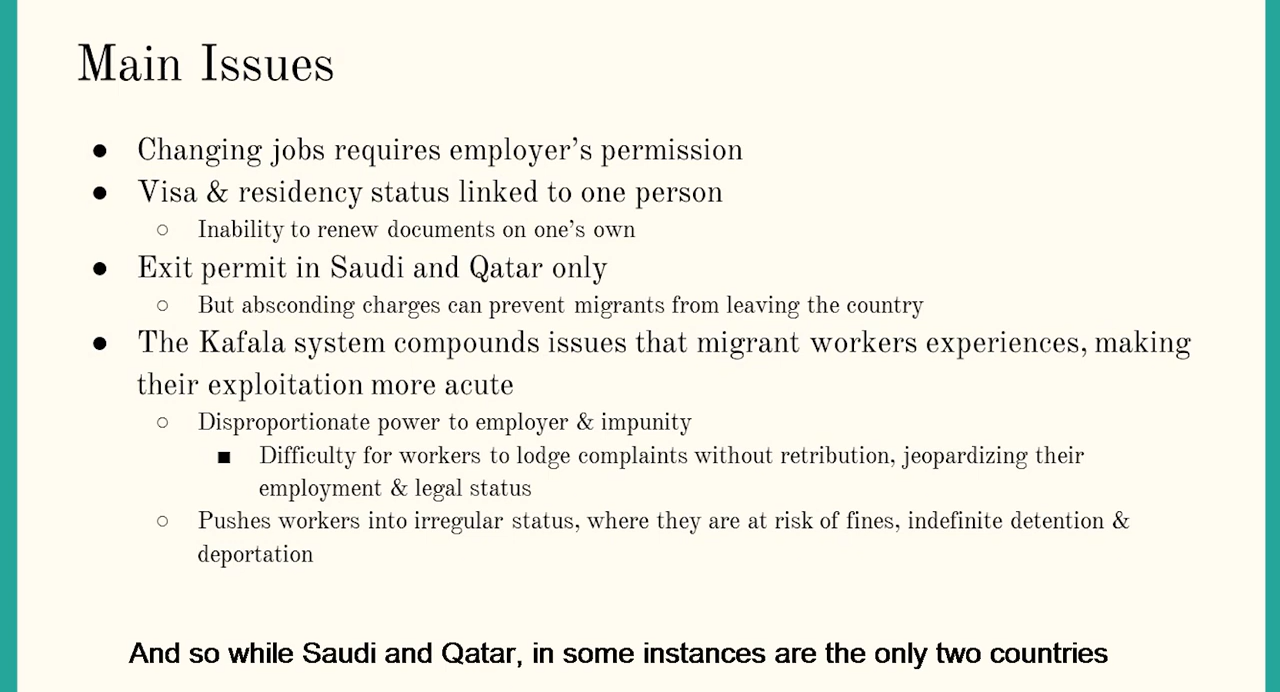 Main Issues
● Changing jobs requires employer’s permission
● Visa & residency status linked to one person
○ Inability to renew documents on one’s own
● Exit permit in Saudi and Qatar only
○ But absconding charges can prevent migrants from leaving the country
● The Kafala system compounds issues that migrant workers experiences, making
their exploitation more acute
○ Disproportionate power to employer & impunity
■ Difficulty for workers to lodge complaints without retribution, jeopardizing their
employment & legal status
○ Pushes workers into irregular status, where they are at risk of fines, indefinite detention &
deportation
And so while Saudi and Qatar, in some instances are the only two countries